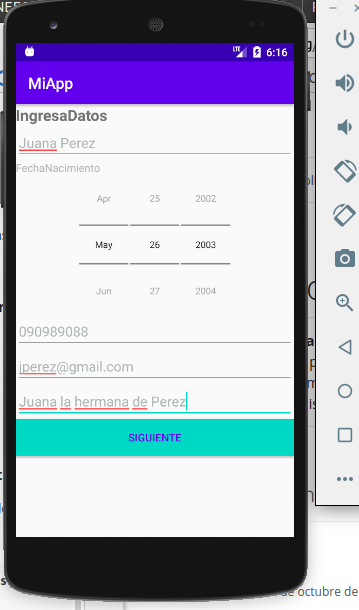 LTE 6:16
MiApp
IngresaDatos
Juana Perez
FechaNacimiento
Apr 25 2002
May 26 2003
Jun 27 2004
090989088
jperez@gmail.com
Juana la hermana de Perez
SIGUIENTE
de octubre de